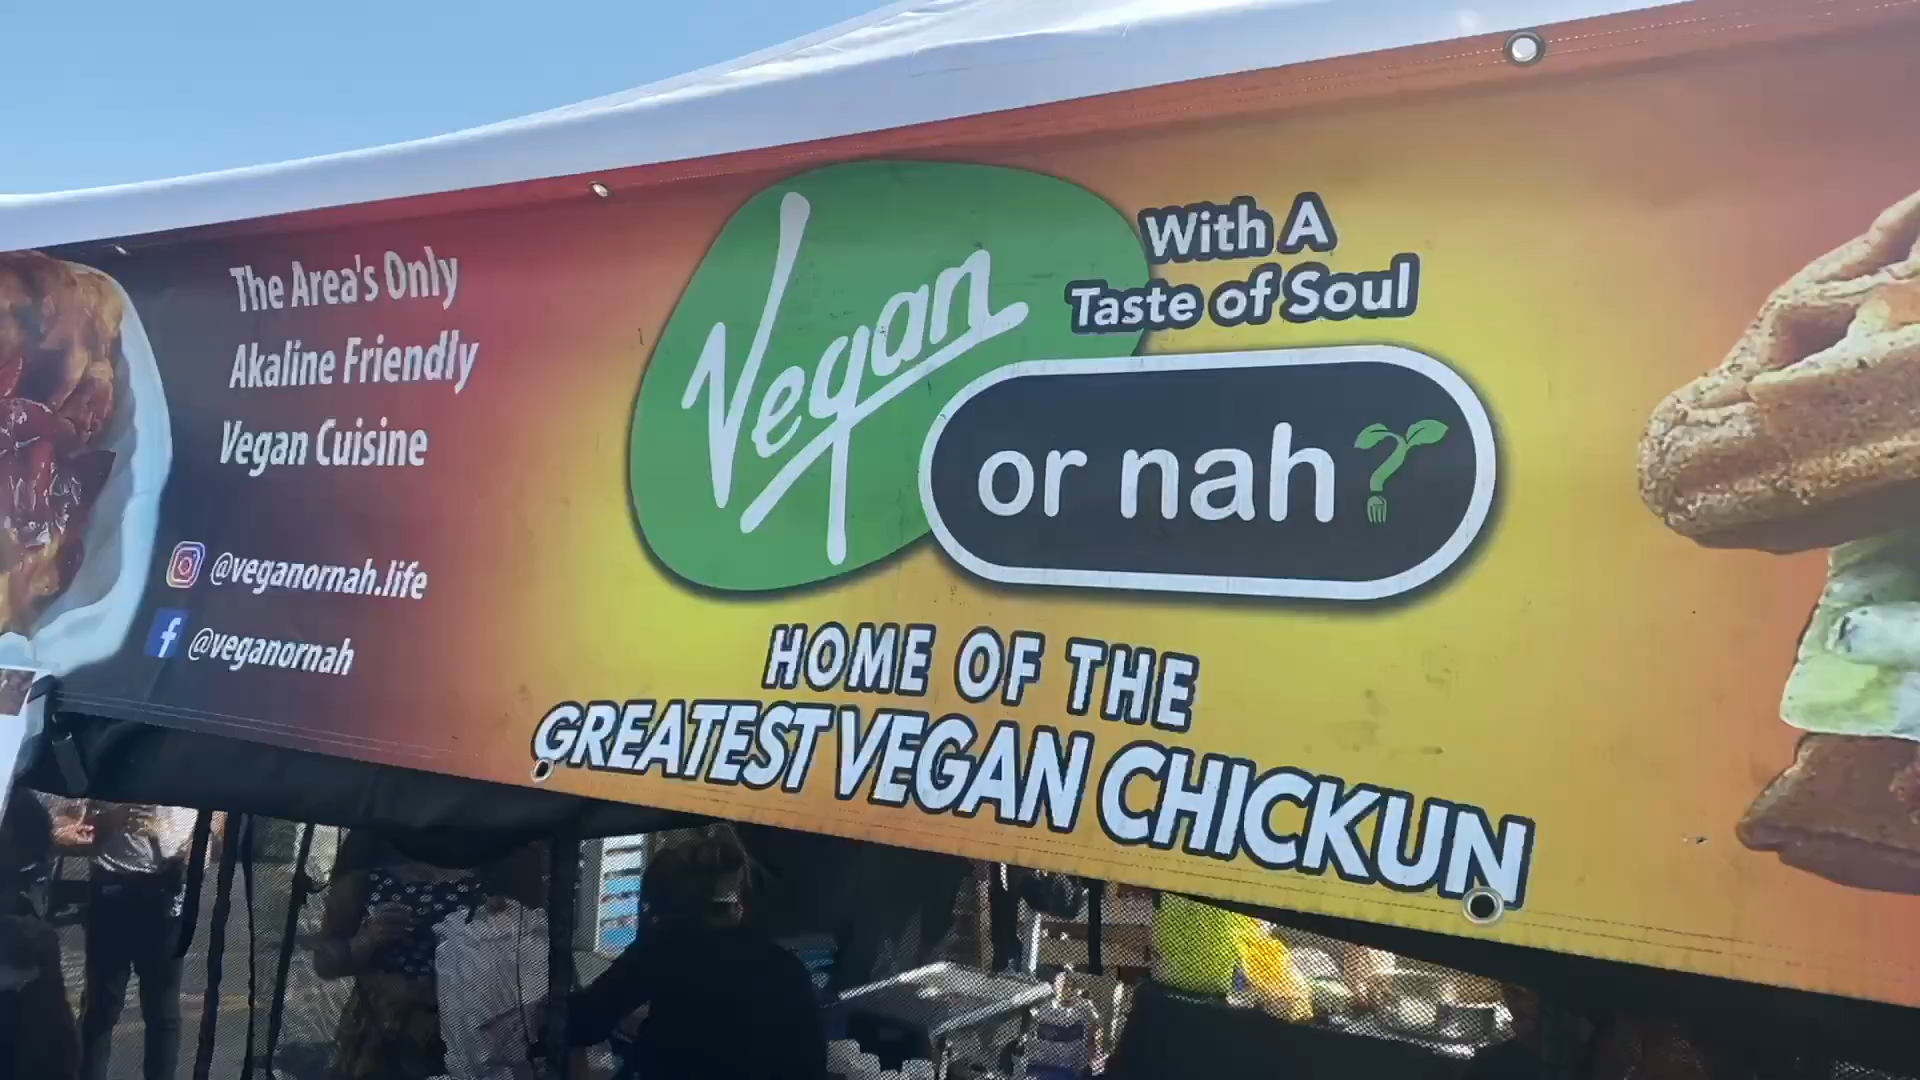 The Area's Only
Akaline Friendly
Vegan Cuisine
@veganornah.life
@veganornah
Vegan
or nah?
With A
Taste of Soul
HOME OF THE
GREATEST VEGAN CHICKUN